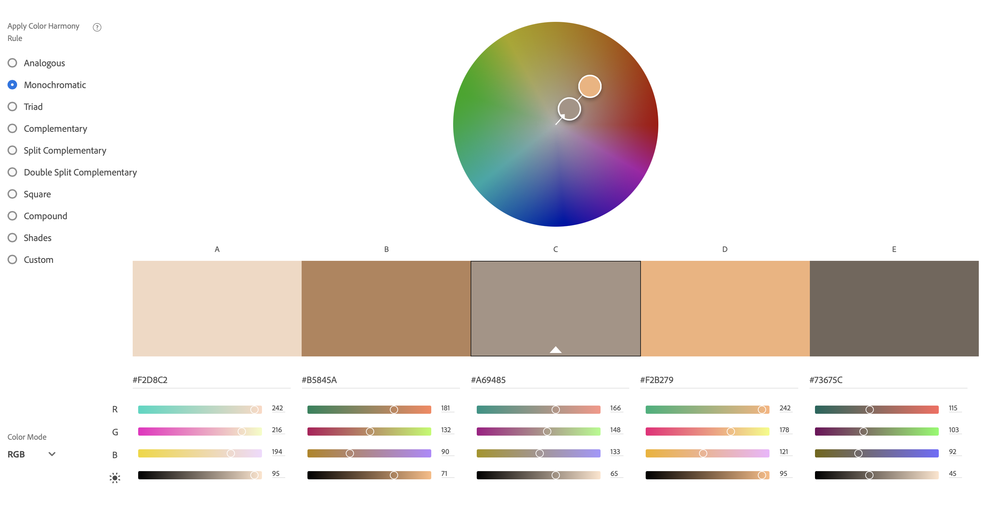 Apply Color Harmony
Rule
?
Analogous
Monochromatic
Triad
Complementary
Split Complementary
Double Split Complementary
Square
Compound
Shades
Custom
A B C D E
#F2D8C2 #B5845A #A69485 #F2B279 #73675C
R 242 181 166 242 115
G 216 132 148 178 103
Color Mode
RGB
B 194 90 133 121 92
95 71 65 95 45